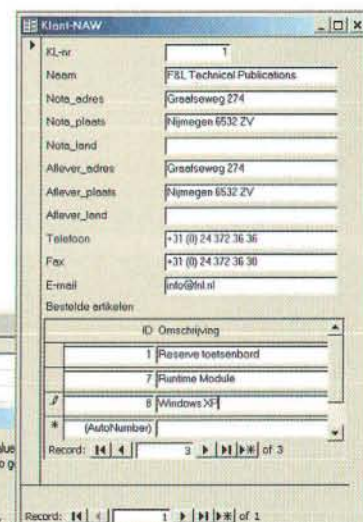 Klant-NAW
KL-nr 1
Naam F&L Technical Publications
Nota_adres Graafseweg 274
Nota_plaats Nijmegen 6532 ZV
Nota_land
Aflever_adres Graafseweg 274
Aflever_plaats Nijmegen 6532 ZV
Aflever_land
Telefoon +31 (0) 24 372 36 36
Fax +31 (0) 24 372 36 30
E-mail info@fnl.nl
Bestelde artikelen
ID Omschrijving
1 Reserve toetsenbord
7 Runtime Module
8 Windows XP
* (AutoNumber)
Record: 3 of 3
Record: 1 of 1